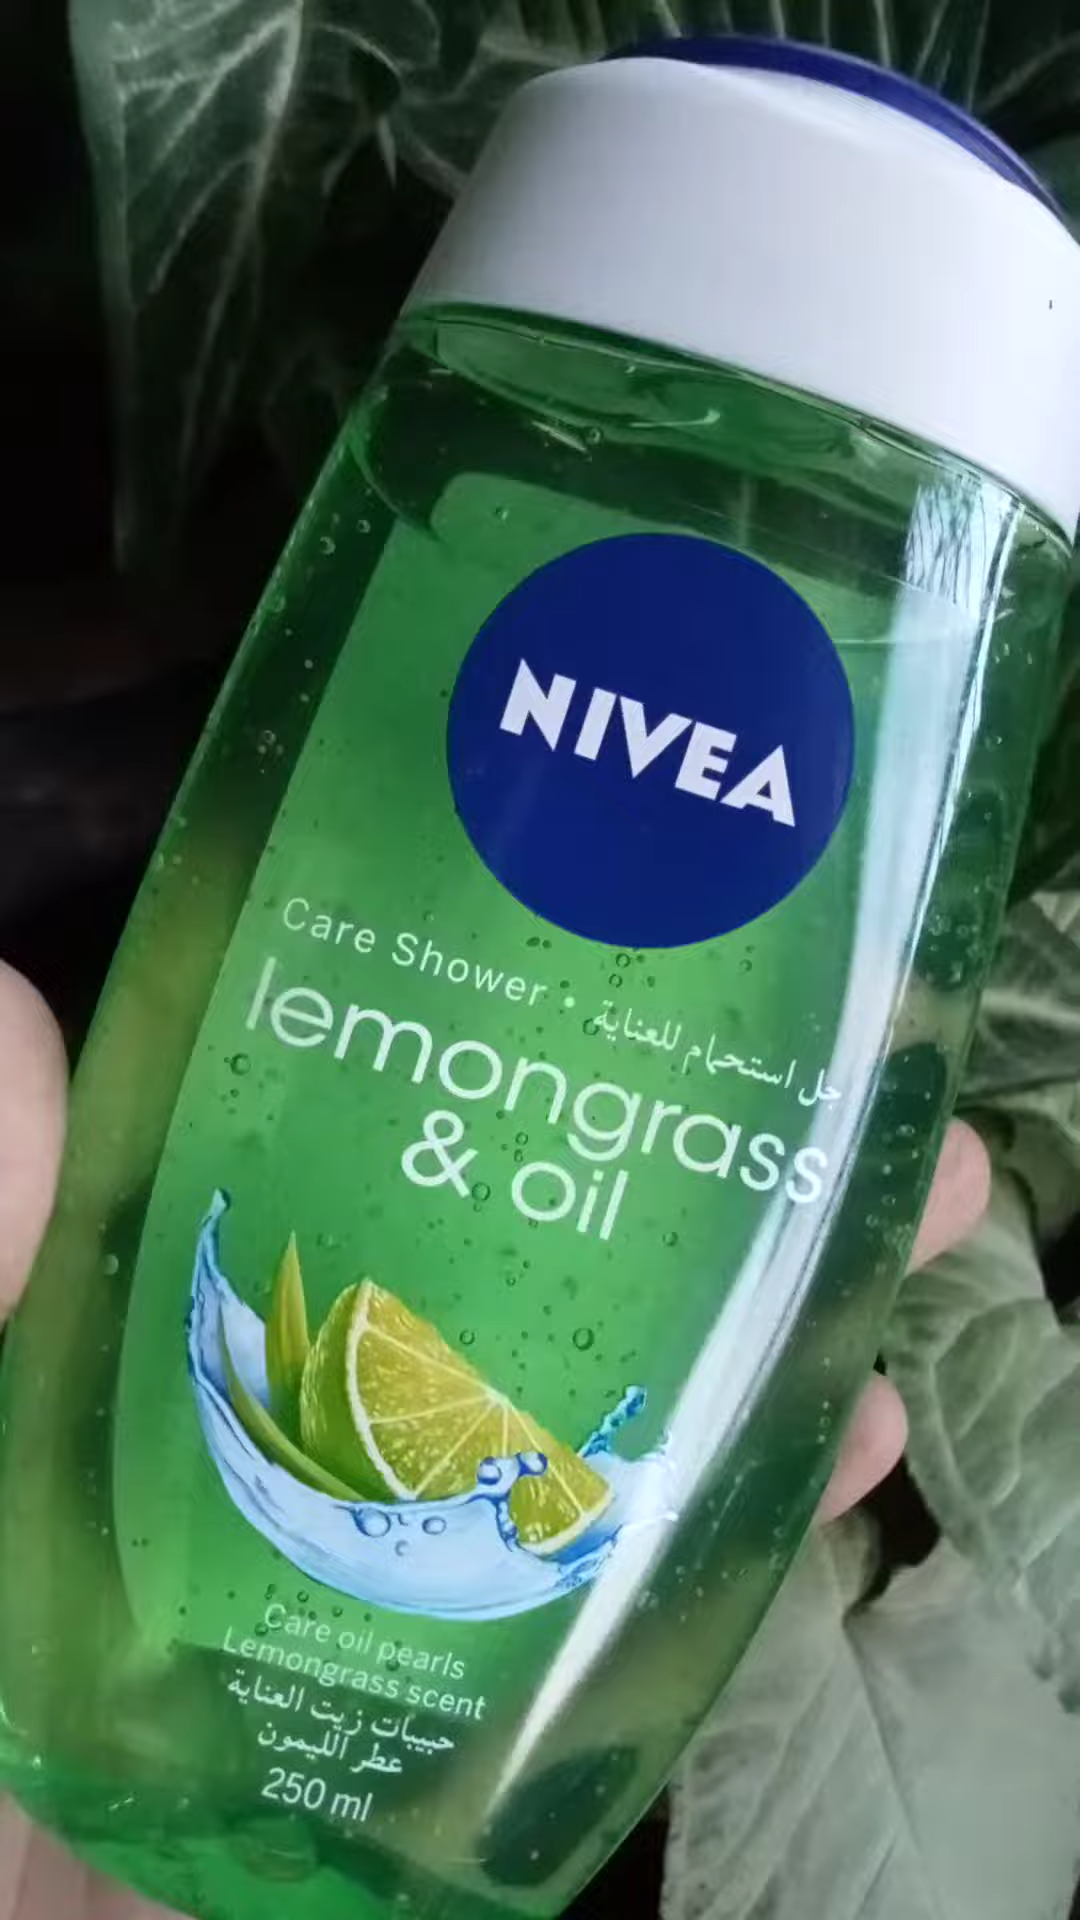 NIVEA
Care Shower • جل استحمام للعناية
lemongrass
& oil
Care oil pearls
Lemongrass scent
حبيبات زيت العناية
عطر الليمون
250 ml